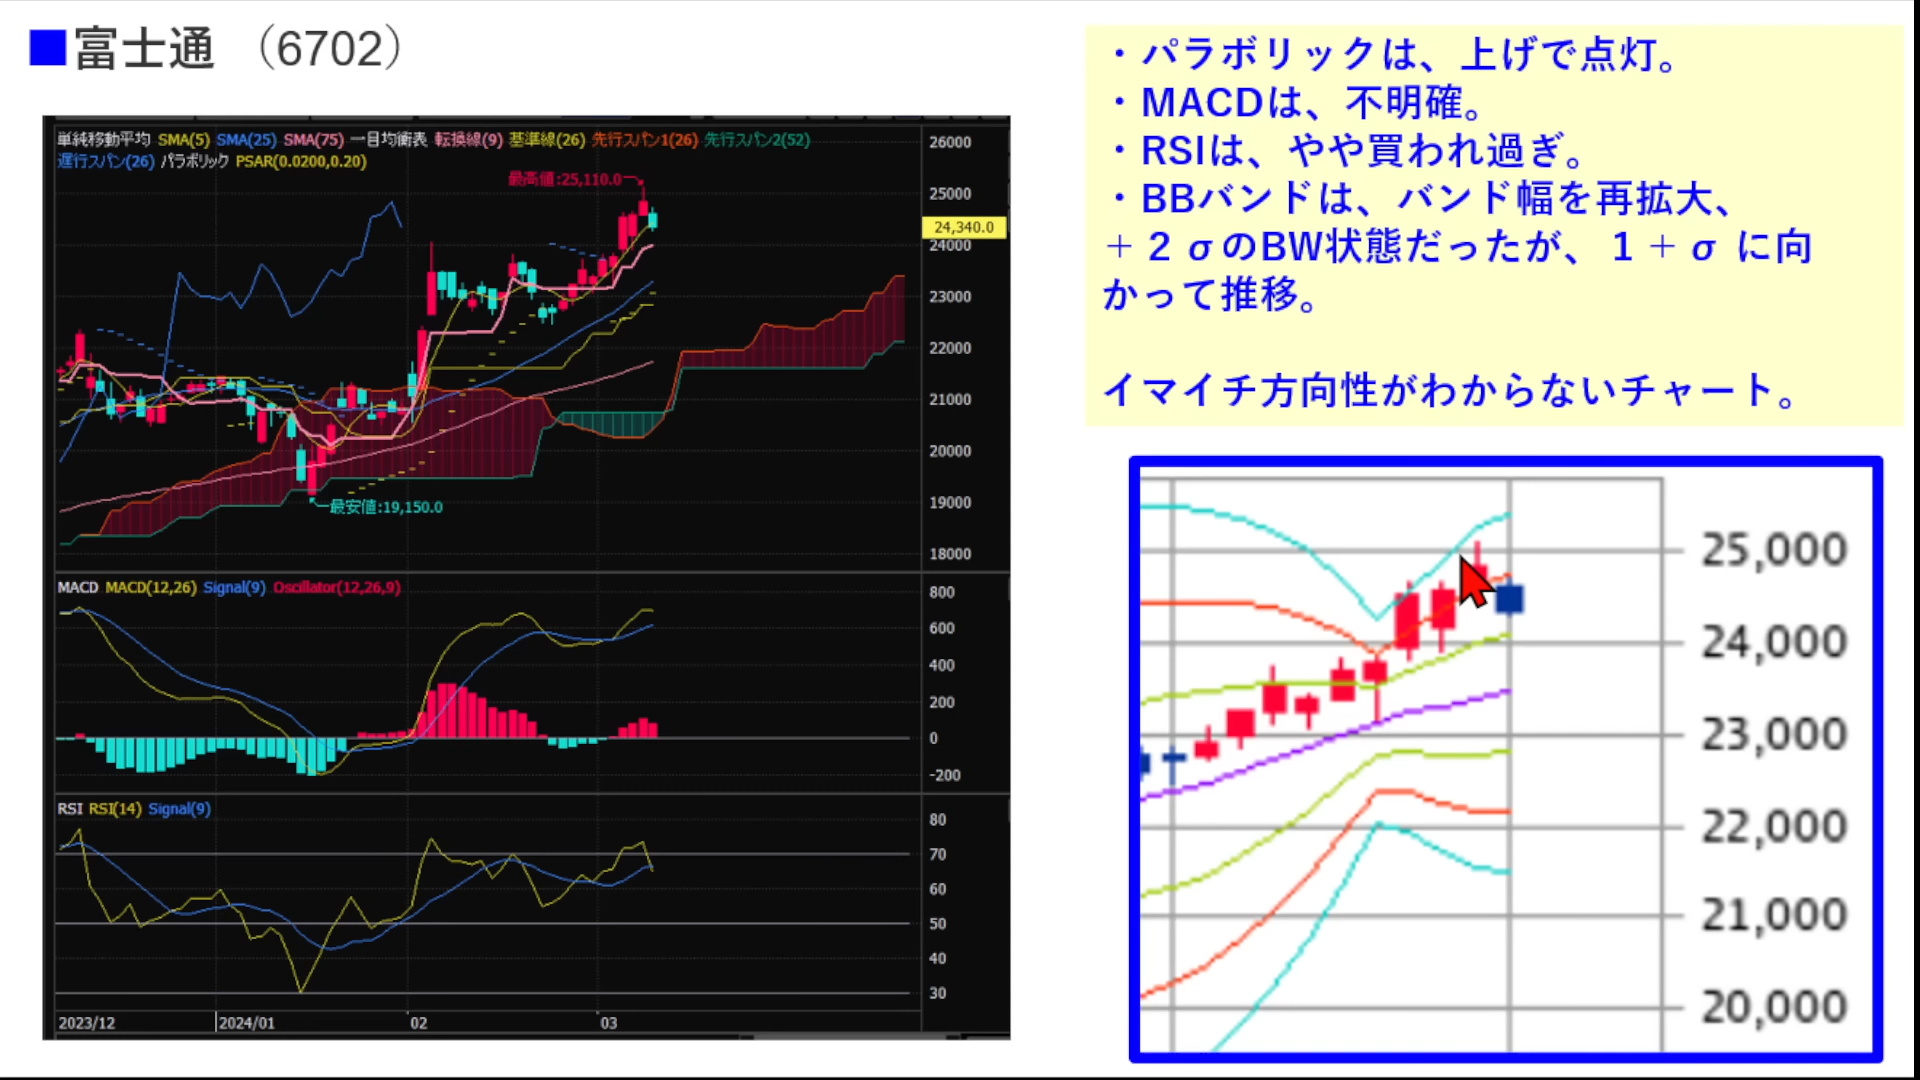 ■富士通 （6702）
・パラボリックは、上げで点灯。
・MACDは、不明確。
・RSIは、やや買われ過ぎ。
・BBバンドは、バンド幅を再拡大、
＋２σのBW状態だったが、１＋σ に向
かって推移。
イマイチ方向性がわからないチャート。
単純移動平均 SMA(5) SMA(25) SMA(75) 一目均衡表 転換線(9) 基準線(26) 先行スパン1(26) 先行スパン2(52)
遅行スパン(26) パラボリック PSAR(0.0200,0.20)
最高値:25,110.0
最安値:19,150.0
26000
25000
24,340.0
24000
23000
22000
21000
20000
19000
18000
MACD MACD(12,26) Signal(9) Oscillator(12,26,9)
800
600
400
200
0
-200
RSI RSI(14) Signal(9)
80
70
60
50
40
30
2023/12 2024/01 02 03
25,000
24,000
23,000
22,000
21,000
20,000